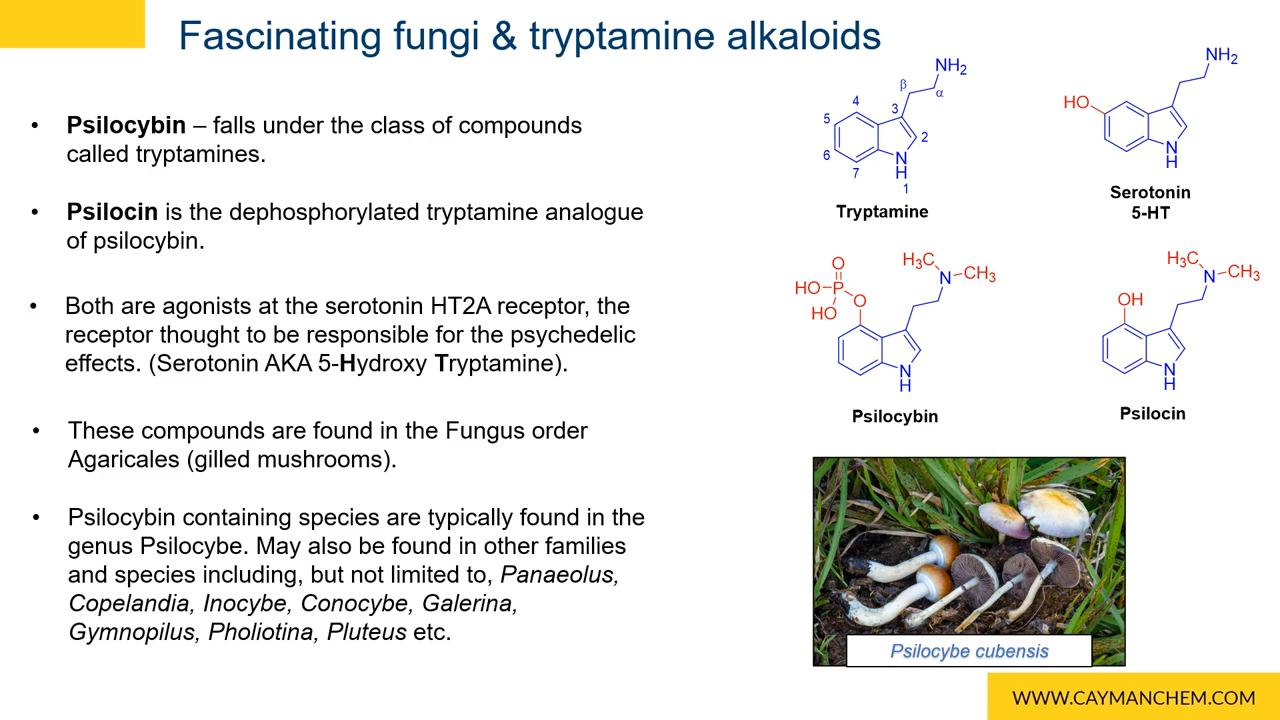 Fascinating fungi & tryptamine alkaloids
• Psilocybin – falls under the class of compounds
called tryptamines.
• Psilocin is the dephosphorylated tryptamine analogue
of psilocybin.
• Both are agonists at the serotonin HT2A receptor, the
receptor thought to be responsible for the psychedelic
effects. (Serotonin AKA 5-Hydroxy Tryptamine).
• These compounds are found in the Fungus order
Agaricales (gilled mushrooms).
• Psilocybin containing species are typically found in the
genus Psilocybe. May also be found in other families
and species including, but not limited to, Panaeolus,
Copelandia, Inocybe, Conocybe, Galerina,
Gymnopilus, Pholiotina, Pluteus etc.
NH₂
β
α
4
3
5
2
6
7
N
H
1
Tryptamine
NH₂
HO
N
H
Serotonin
5-HT
O
H₃C
N
CH₃
HO
P
O
HO
N
H
Psilocybin
H₃C
N
CH₃
OH
N
H
Psilocin
Psilocybe cubensis
WWW.CAYMANCHEM.COM